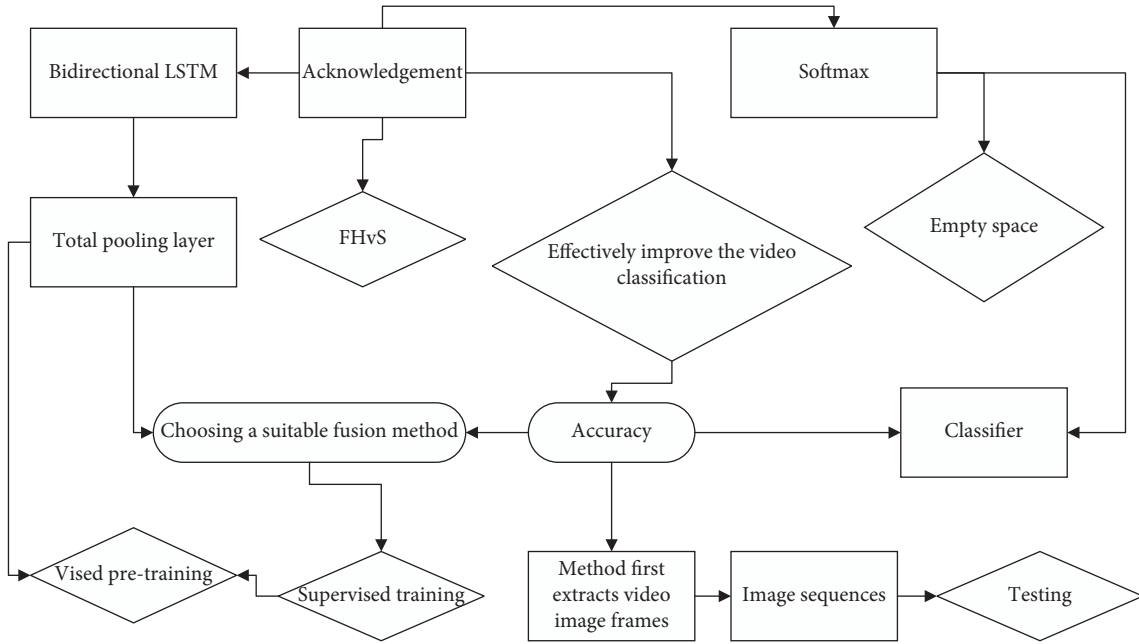 Bidirectional LSTM
Acknowledgement
Softmax
Total pooling layer
FHvS
Effectively improve the video
classification
Empty space
Choosing a suitable fusion method
Accuracy
Classifier
Vised pre-training
Supervised training
Method first
extracts video
image frames
Image sequences
Testing